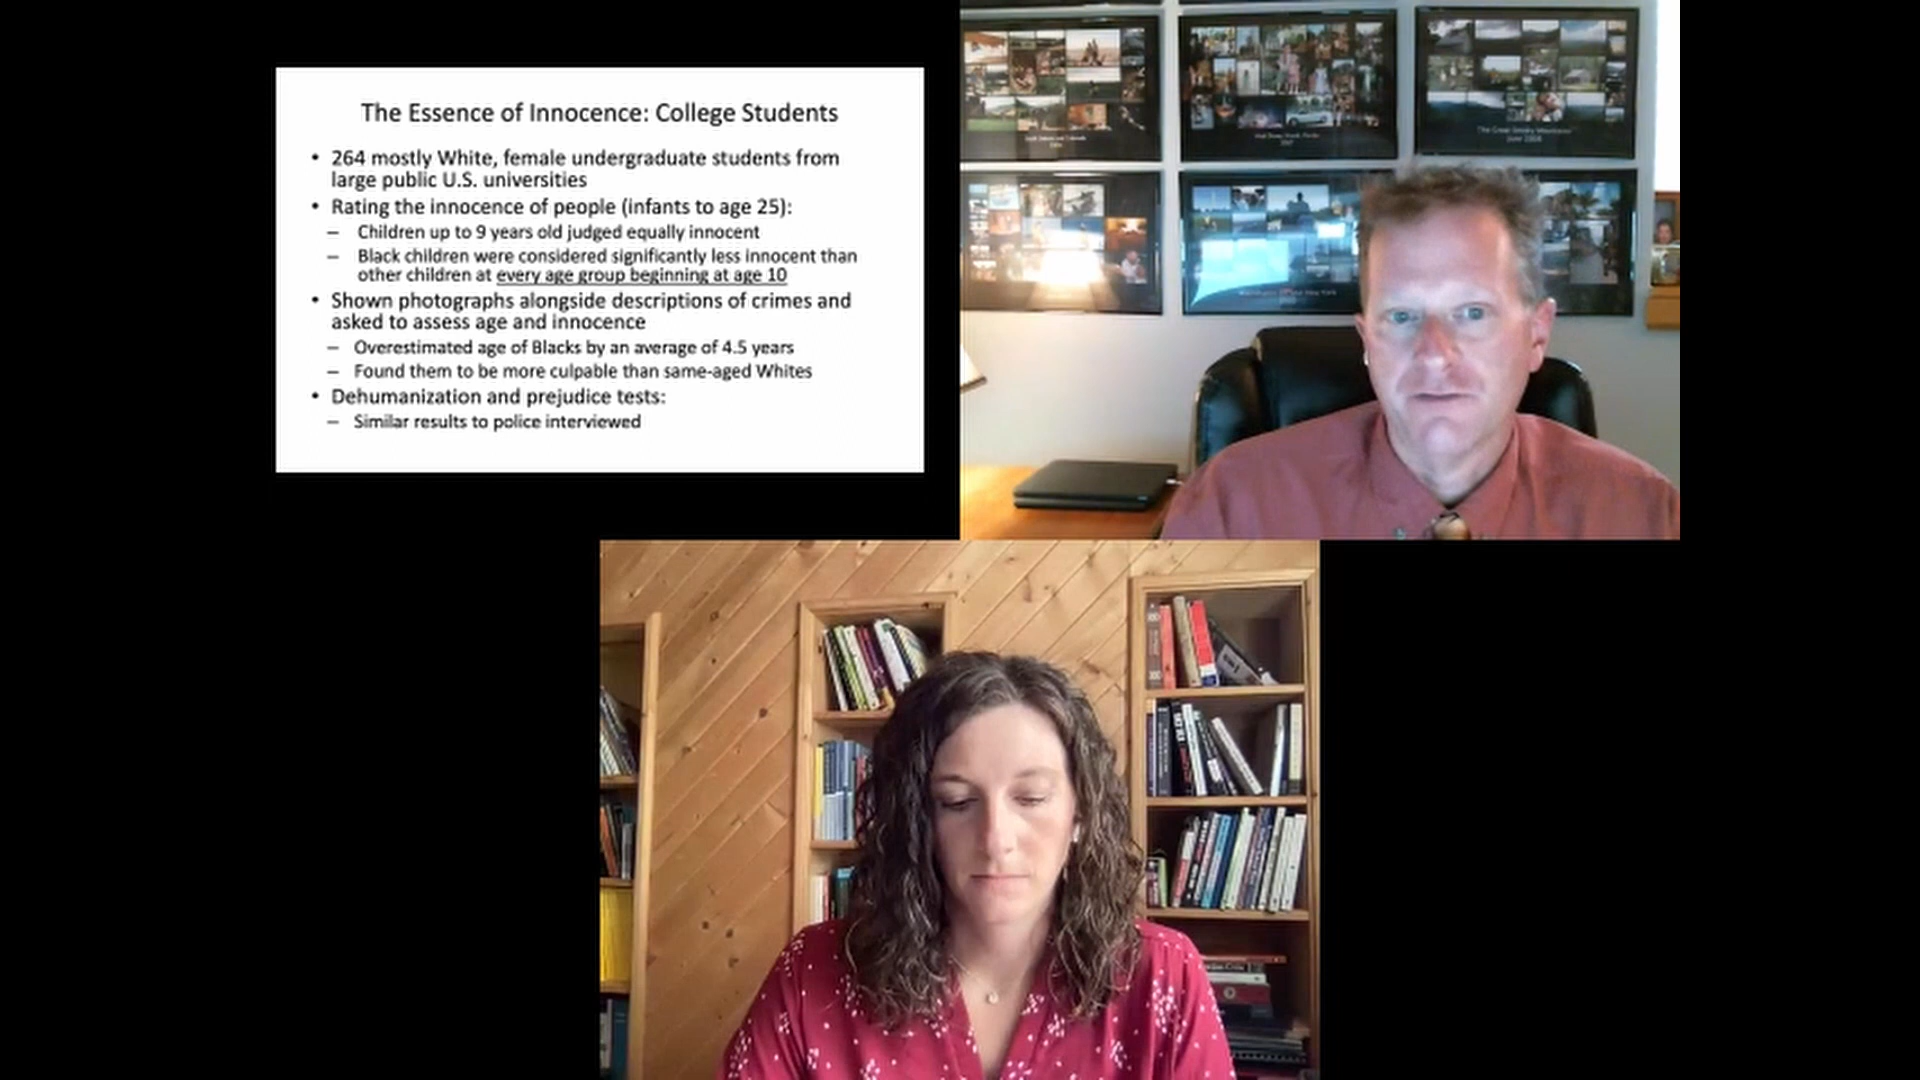 The Essence of Innocence: College Students
• 264 mostly White, female undergraduate students from
large public U.S. universities
• Rating the innocence of people (infants to age 25):
– Children up to 9 years old judged equally innocent
– Black children were considered significantly less innocent than
other children at every age group beginning at age 10
• Shown photographs alongside descriptions of crimes and
asked to assess age and innocence
– Overestimated age of Blacks by an average of 4.5 years
– Found them to be more culpable than same-aged Whites
• Dehumanization and prejudice tests:
– Similar results to police interviewed